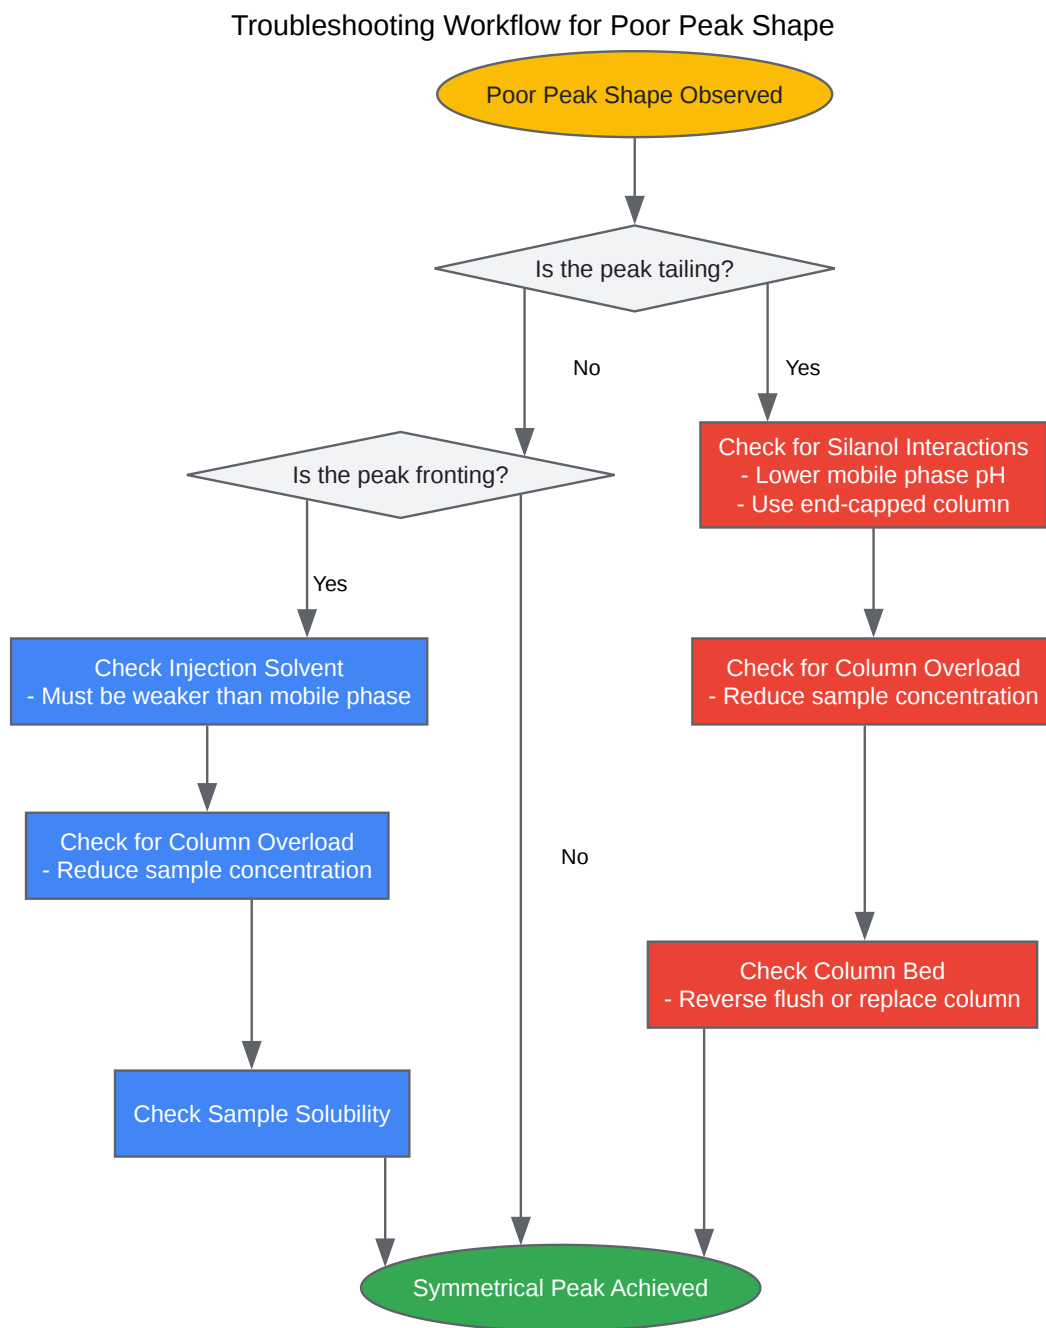 Troubleshooting Workflow for Poor Peak Shape
Poor Peak Shape Observed
Is the peak tailing?
No
Yes
Is the peak fronting?
Check for Silanol Interactions
- Lower mobile phase pH
- Use end-capped column
Yes
Check Injection Solvent
- Must be weaker than mobile phase
Check for Column Overload
- Reduce sample concentration
Check for Column Overload
- Reduce sample concentration
No
Check Column Bed
- Reverse flush or replace column
Check Sample Solubility
Symmetrical Peak Achieved